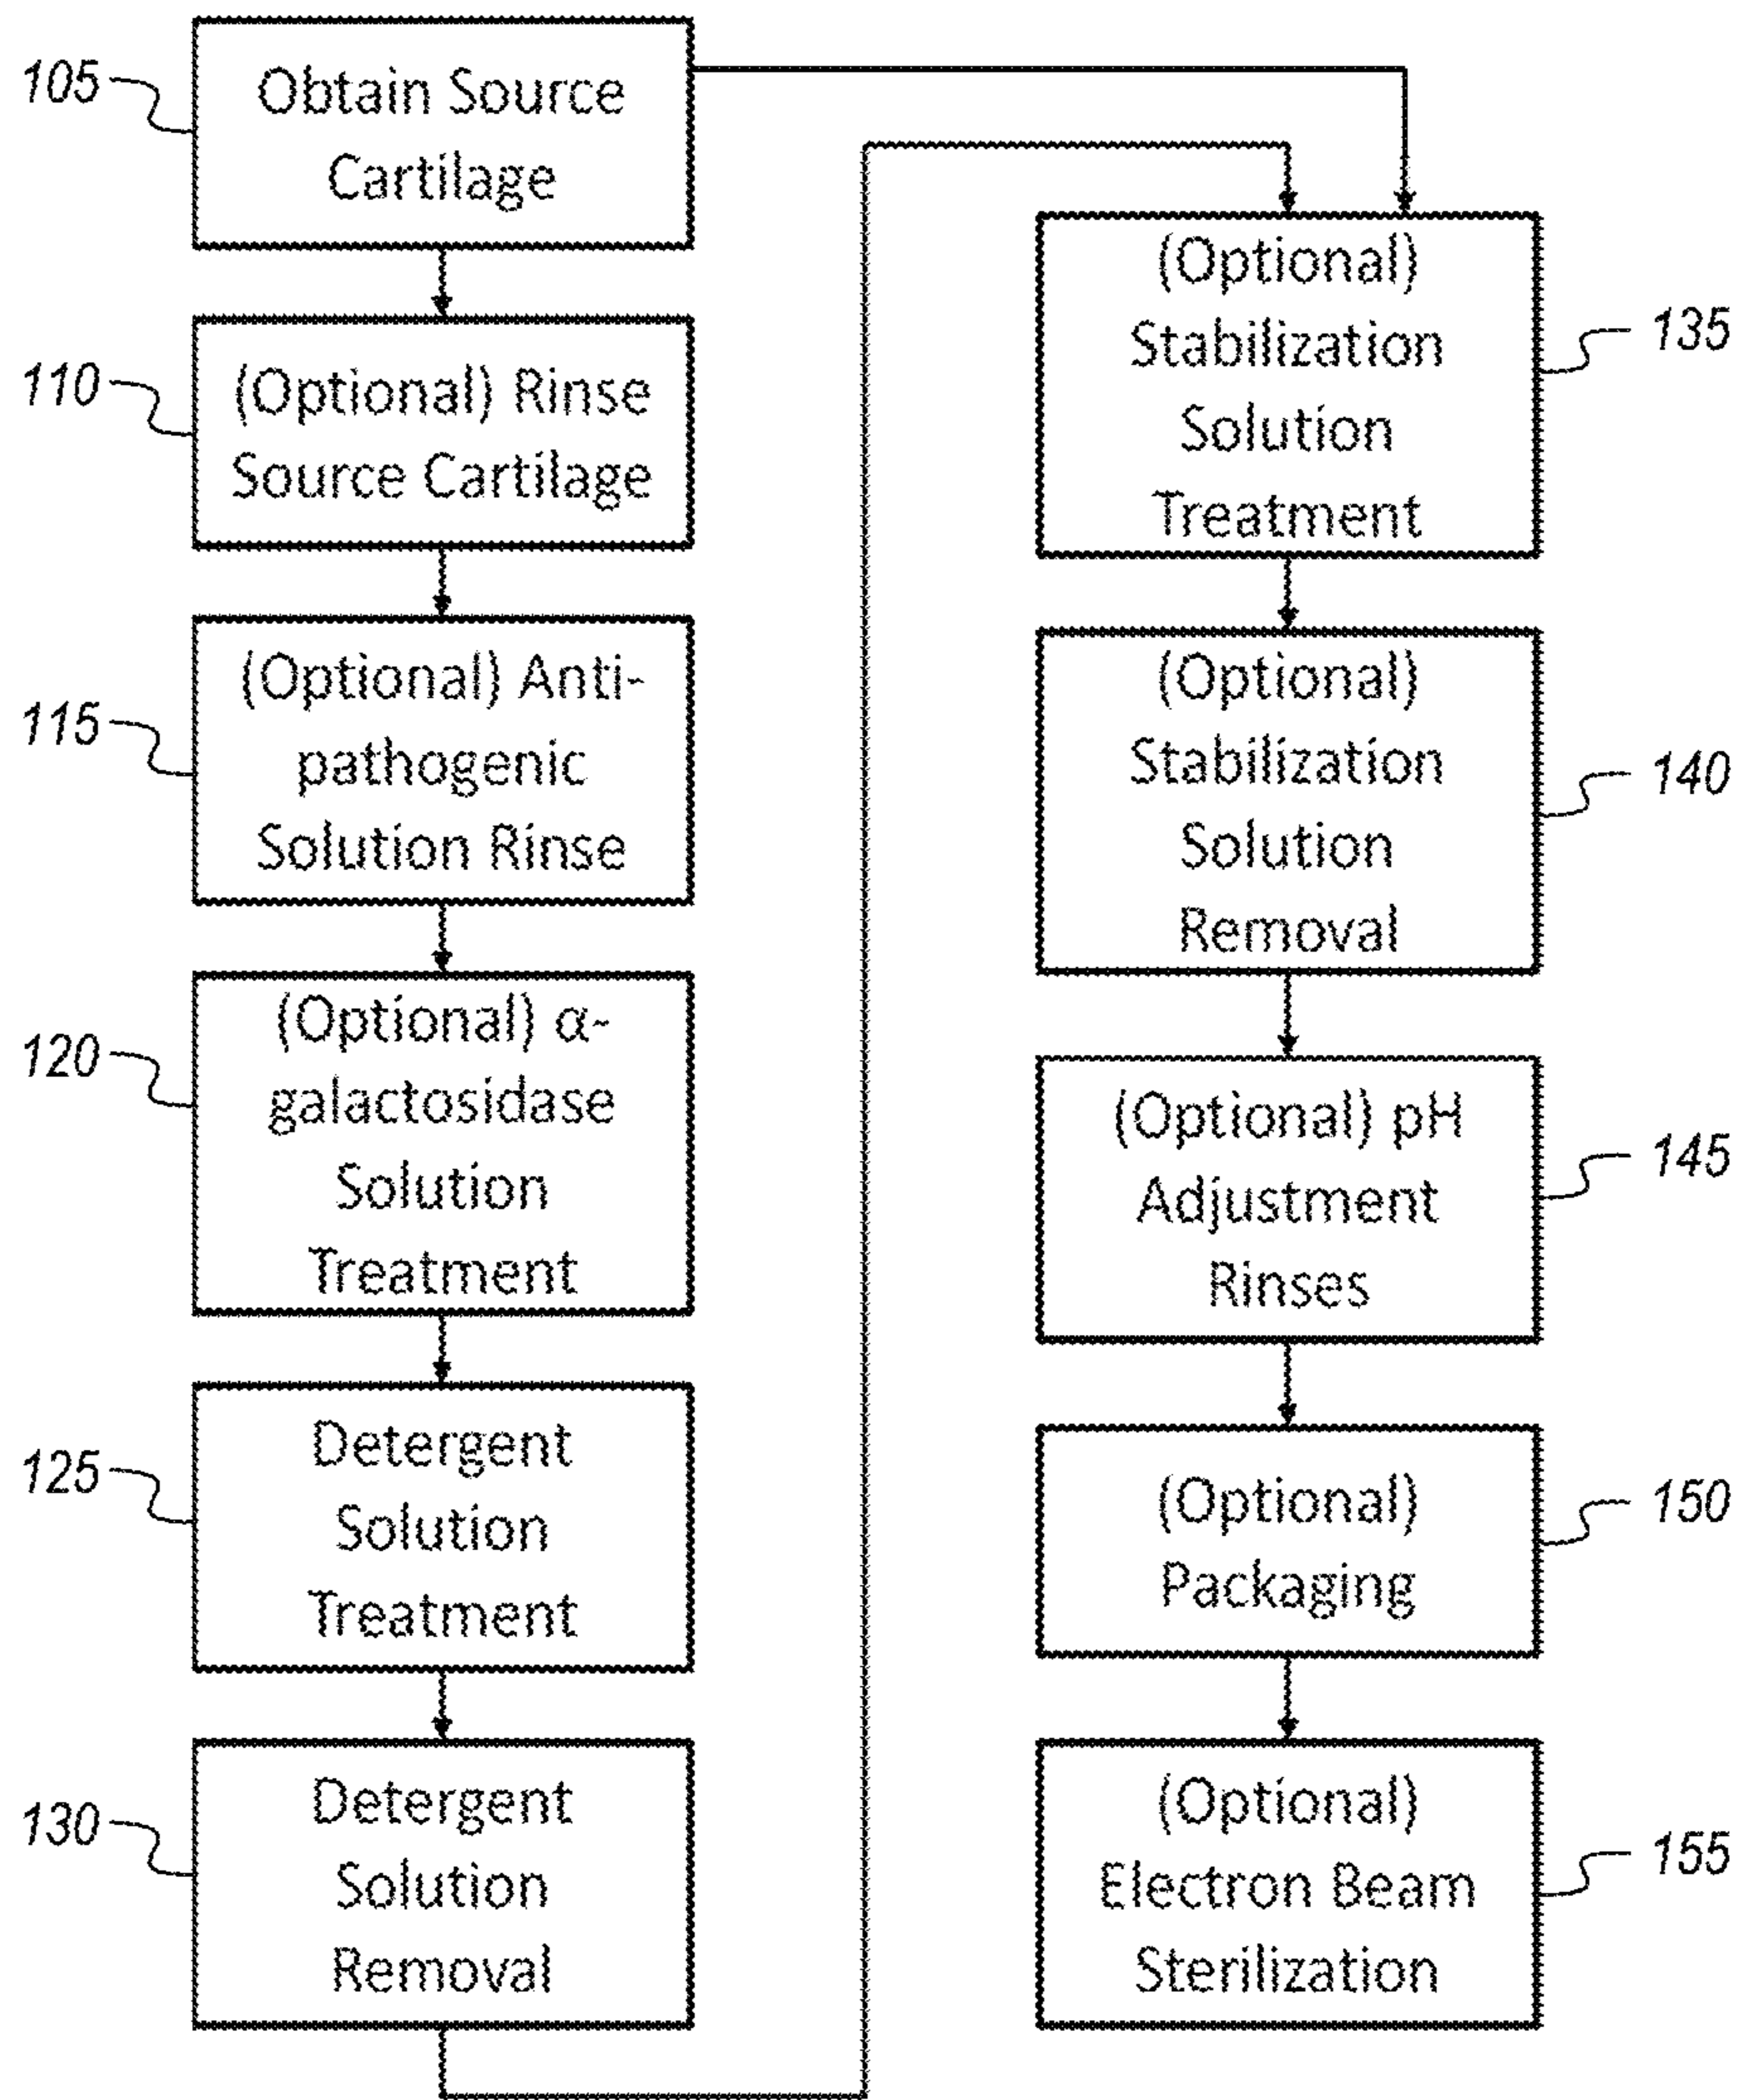 105
Obtain Source
Cartilage
110
(Optional) Rinse
Source Cartilage
115
(Optional) Anti-
pathogenic
Solution Rinse
120
(Optional) α-
galactosidase
Solution
Treatment
125
Detergent
Solution
Treatment
130
Detergent
Solution
Removal
(Optional)
Stabilization
Solution
Treatment
135
(Optional)
Stabilization
Solution
Removal
140
(Optional) pH
Adjustment
Rinses
145
(Optional)
Packaging
150
(Optional)
Electron Beam
Sterilization
155